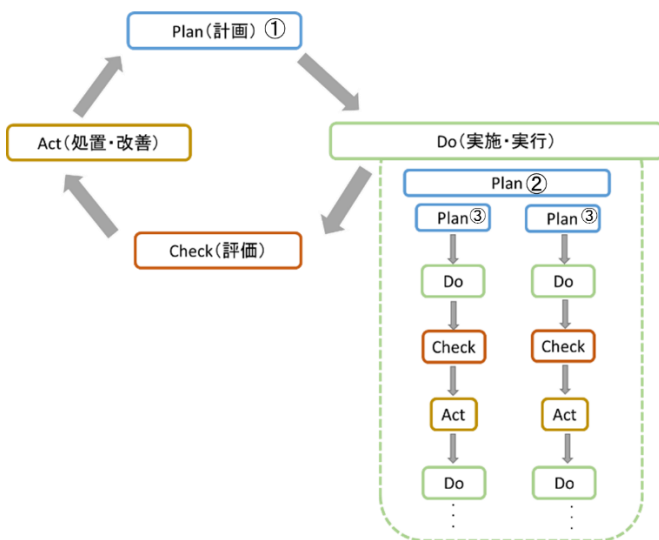 Plan(計画) ①
Act(処置・改善)
Do(実施・実行)
Check(評価)
Plan②
Plan③
Plan③
Do
Do
Check
Check
Act
Act
Do
Do